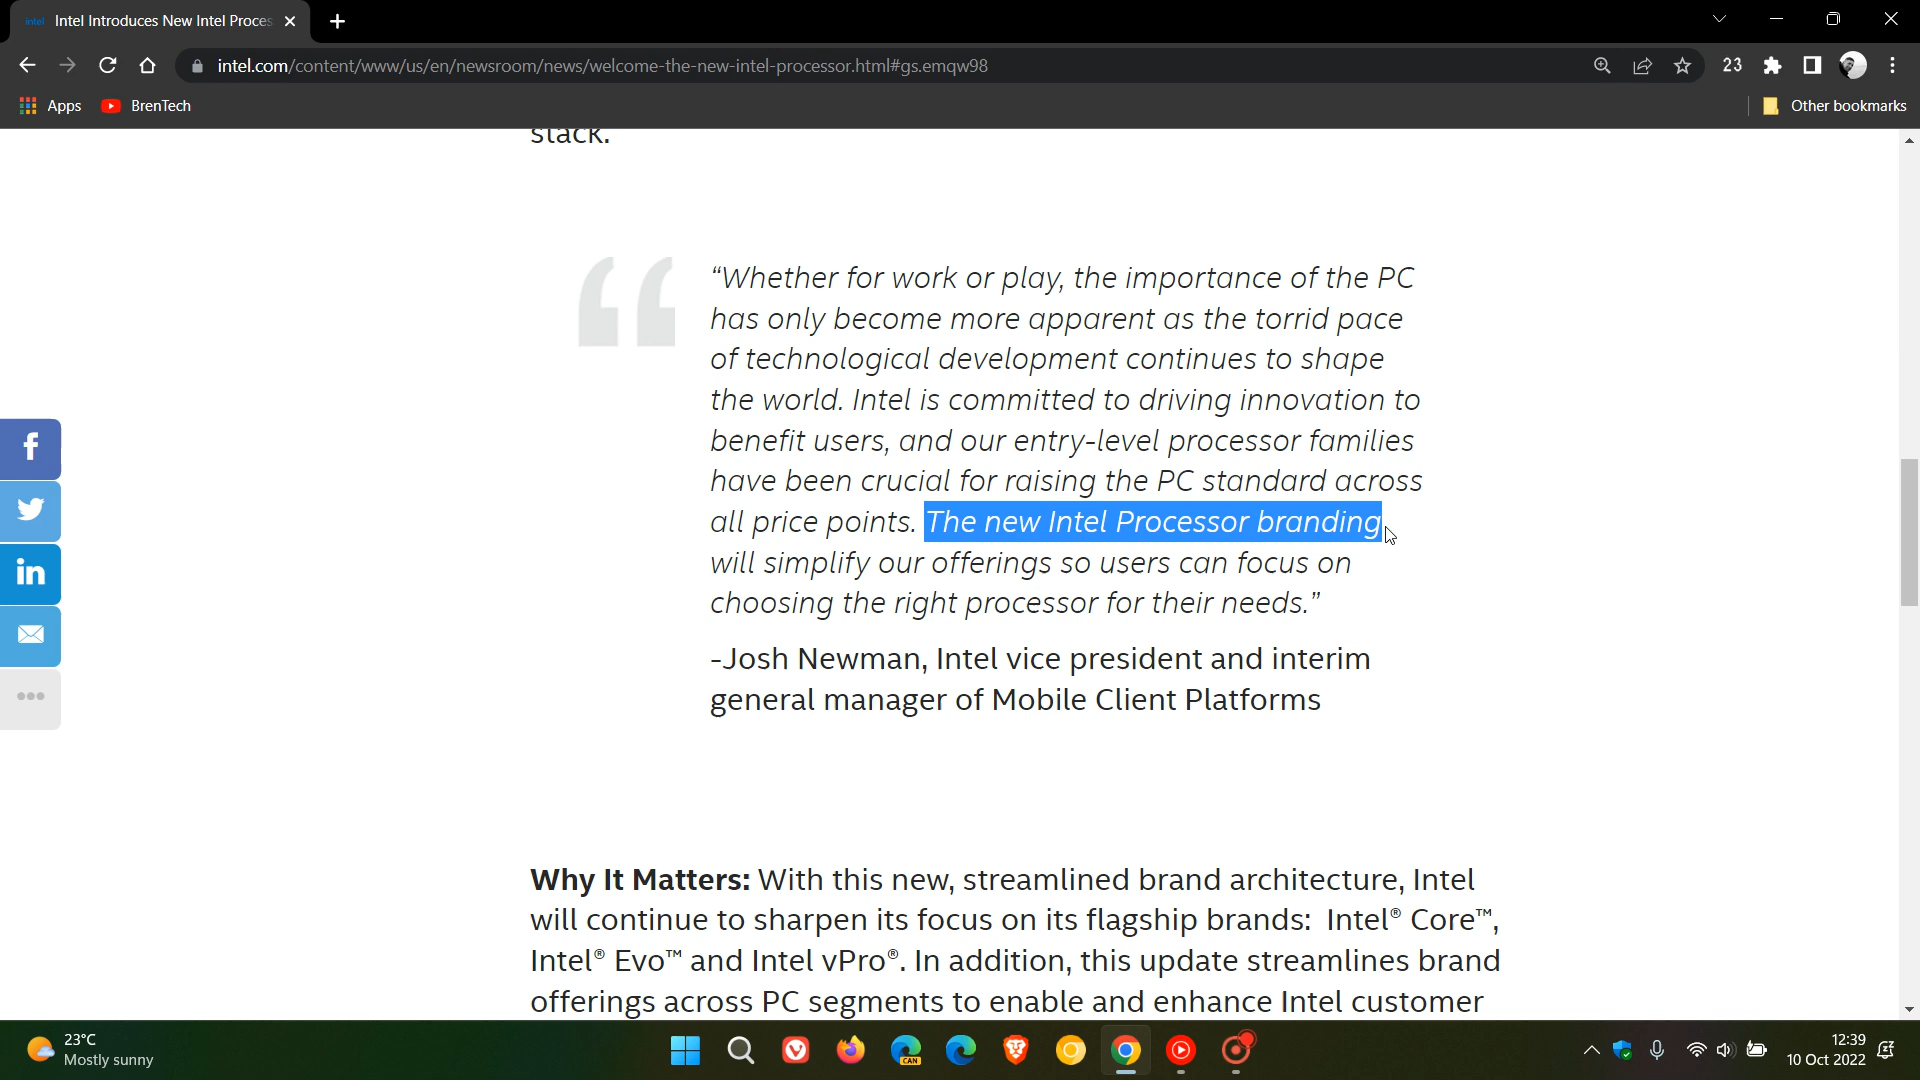 intel Intel Introduces New Intel Proces
intel.com/content/www/us/en/newsroom/news/welcome-the-new-intel-processor.html#gs.emqw98
23
Apps
BrenTech
Other bookmarks
stack.
“Whether for work or play, the importance of the PC
has only become more apparent as the torrid pace
of technological development continues to shape
the world. Intel is committed to driving innovation to
benefit users, and our entry-level processor families
have been crucial for raising the PC standard across
all price points. The new Intel Processor branding
will simplify our offerings so users can focus on
choosing the right processor for their needs.”
-Josh Newman, Intel vice president and interim
general manager of Mobile Client Platforms
Why It Matters: With this new, streamlined brand architecture, Intel
will continue to sharpen its focus on its flagship brands: Intel® Core™,
Intel® Evo™ and Intel vPro®. In addition, this update streamlines brand
offerings across PC segments to enable and enhance Intel customer
f
in
23°C
Mostly sunny
CAN
12:39
10 Oct 2022